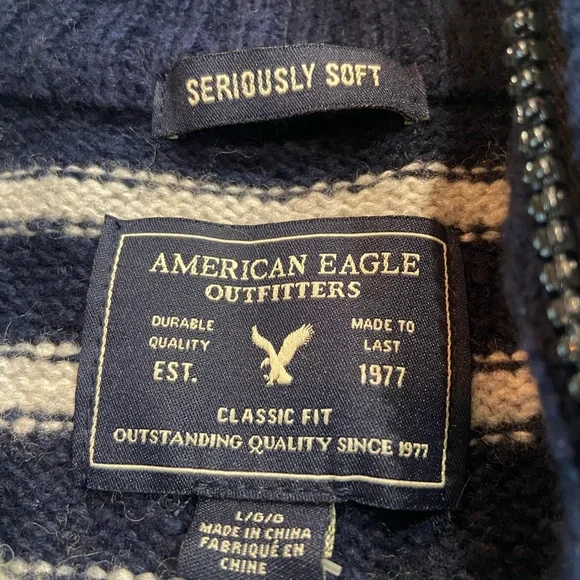 SERIOUSLY SOFT
AMERICAN EAGLE
OUTFITTERS
DURABLE QUALITY
MADE TO LAST
EST. 1977
CLASSIC FIT
OUTSTANDING QUALITY SINCE 1977
L/G/G
MADE IN CHINA
FABRIQUÉ EN
CHINE